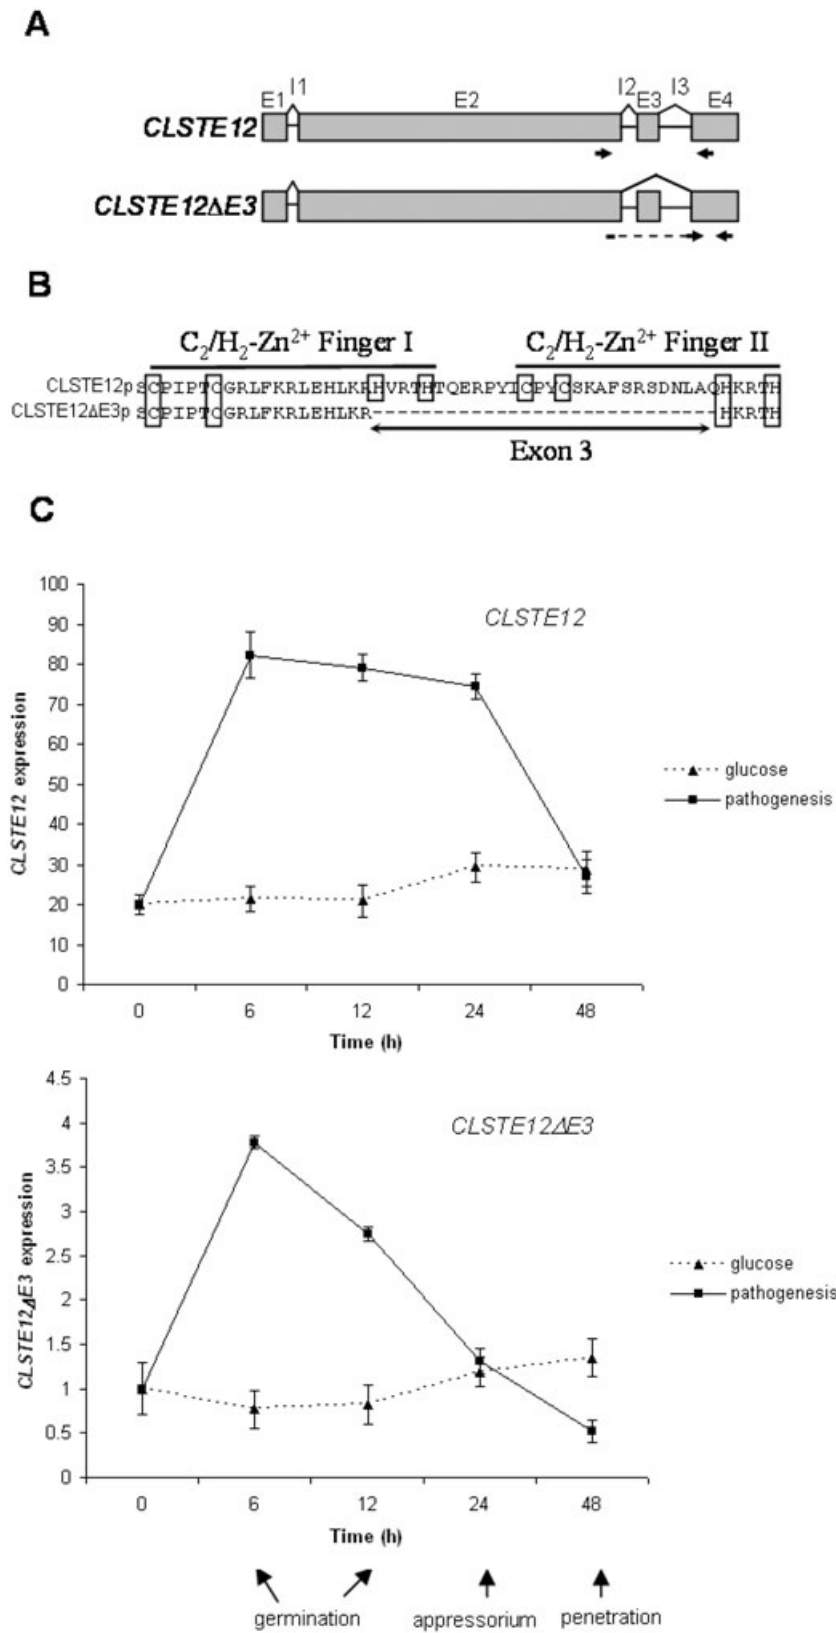 A
E1 I1 E2 I2 E3 I3 E4
CLSTE12
CLSTE12ΔE3
B
C₂/H₂-Zn²⁺ Finger I C₂/H₂-Zn²⁺ Finger II
CLSTE12p SCPIPTCGRLFKRLEHLKRHVRTHTQERPYICPYCSKAFSRSDNLAQHKRTH
CLSTE12ΔE3p SCPIPTCGRLFKRLEHLKR----------------------------HKRTH
Exon 3
C
100
90
80
70
60
50
40
30
20
10
0
CLSTE12 expression
CLSTE12
glucose
pathogenesis
0 6 12 24 48
Time (h)
4.5
4
3.5
3
2.5
2
1.5
1
0.5
0
CLSTE12ΔE3 expression
CLSTE12ΔE3
glucose
pathogenesis
0 6 12 24 48
Time (h)
germination appressorium penetration